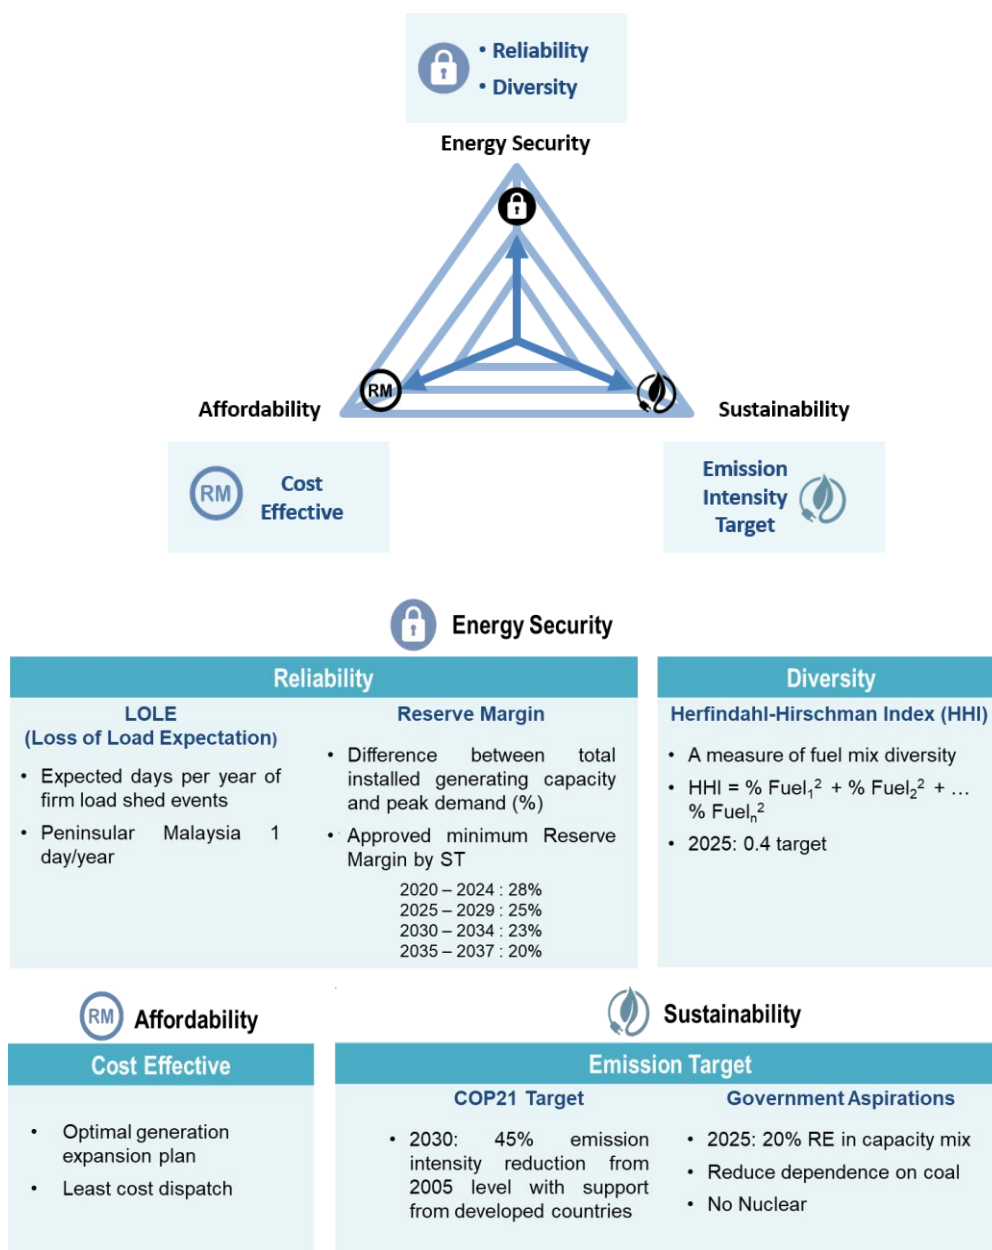 • Reliability
• Diversity
Energy Security
RM
Affordability
Sustainability
RM
Cost
Effective
Emission
Intensity
Target
Energy Security
Reliability
LOLE
(Loss of Load Expectation)
• Expected days per year of
firm load shed events
• Peninsular Malaysia 1
day/year
Reserve Margin
• Difference between total
installed generating capacity
and peak demand (%)
• Approved minimum Reserve
Margin by ST
2020 – 2024 : 28%
2025 – 2029 : 25%
2030 – 2034 : 23%
2035 – 2037 : 20%
Diversity
Herfindahl-Hirschman Index (HHI)
• A measure of fuel mix diversity
• HHI = % Fuel₁² + % Fuel₂² + …
% Fuelₙ²
• 2025: 0.4 target
RM
Affordability
Cost Effective
• Optimal generation
expansion plan
• Least cost dispatch
Sustainability
Emission Target
COP21 Target
• 2030: 45% emission
intensity reduction from
2005 level with support
from developed countries
Government Aspirations
• 2025: 20% RE in capacity mix
• Reduce dependence on coal
• No Nuclear